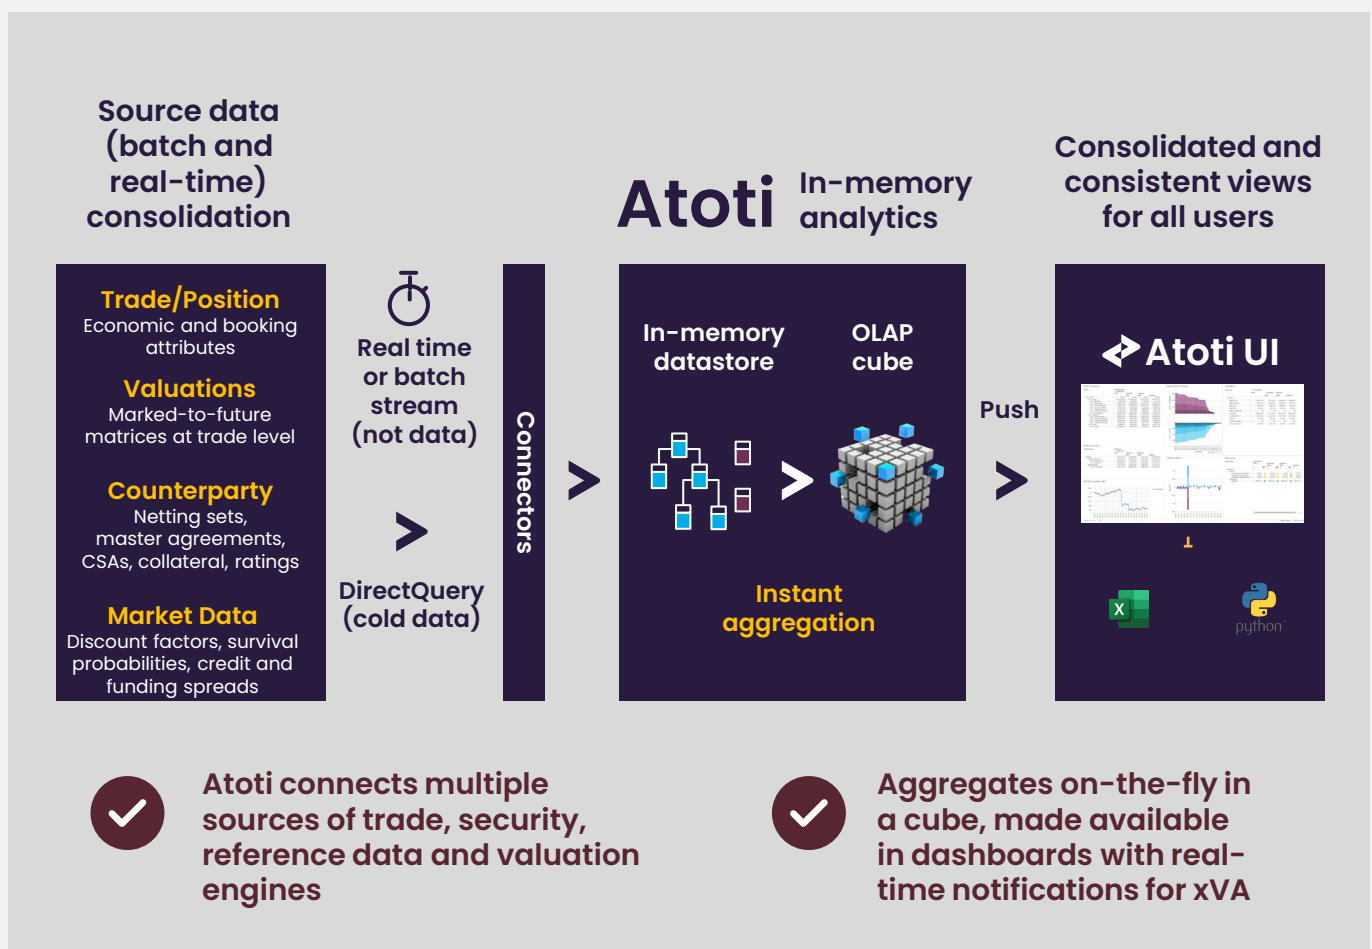 Source data
(batch and
real-time)
consolidation
Atoti
In-memory
analytics
Consolidated and
consistent views
for all users
Trade/Position
Economic and booking
attributes
Valuations
Marked-to-future
matrices at trade level
Counterparty
Netting sets,
master agreements,
CSAs, collateral, ratings
Market Data
Discount factors, survival
probabilities, credit and
funding spreads
Real time
or batch
stream
(not data)
DirectQuery
(cold data)
Connectors
In-memory
datastore
OLAP
cube
Instant
aggregation
Push
Atoti UI
X
python
Atoti connects multiple
sources of trade, security,
reference data and valuation
engines
Aggregates on-the-fly in
a cube, made available
in dashboards with real-
time notifications for xVA